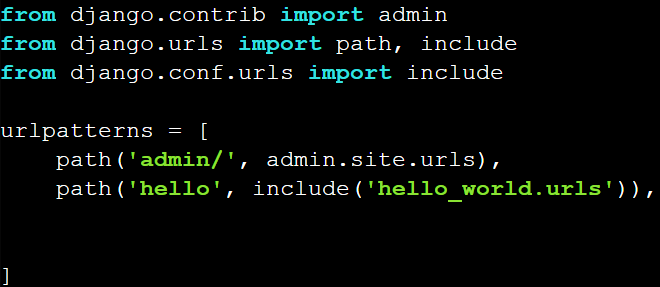 from django.contrib import admin
from django.urls import path, include
from django.conf.urls import include
urlpatterns = [
    path('admin/', admin.site.urls),
    path('hello', include('hello_world.urls')),
]